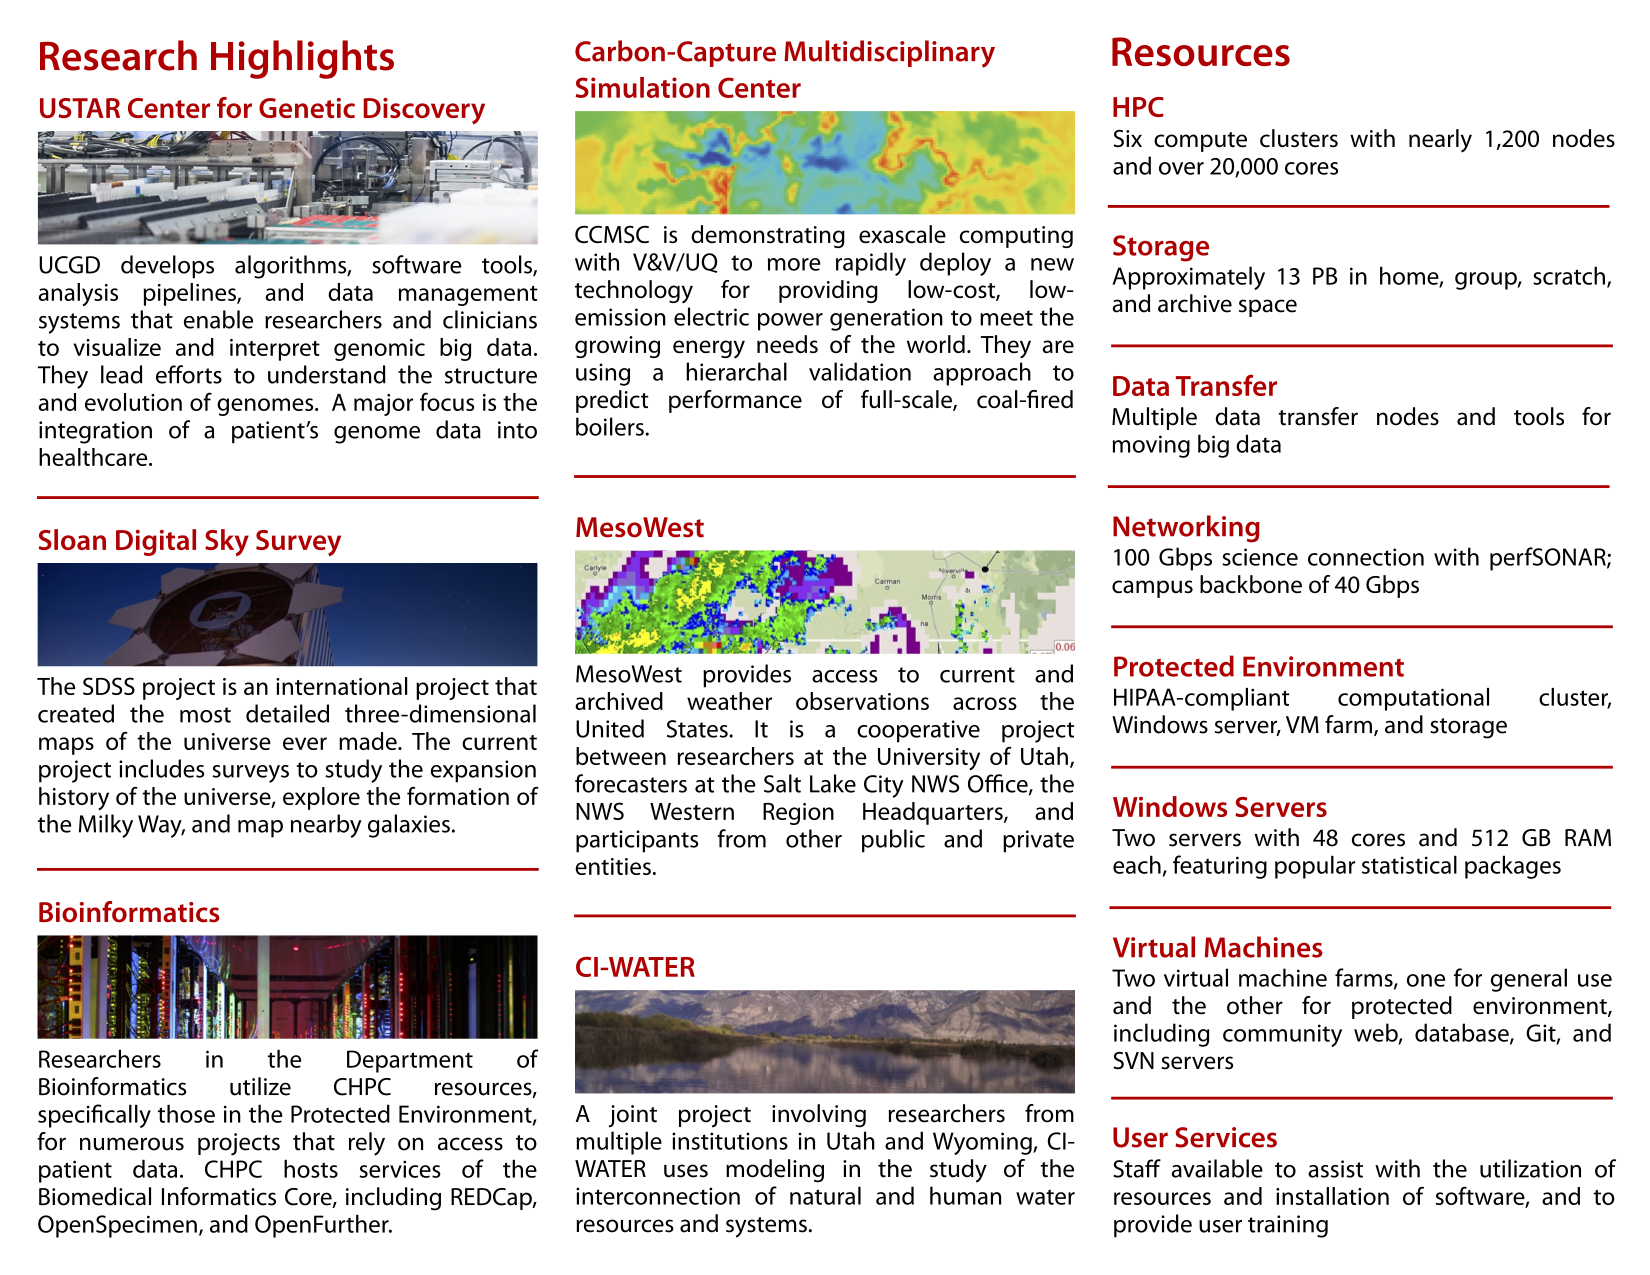 Research Highlights
USTAR Center for Genetic Discovery
UCGD develops algorithms, software tools,
analysis pipelines, and data management
systems that enable researchers and clinicians
to visualize and interpret genomic big data.
They lead efforts to understand the structure
and evolution of genomes. A major focus is the
integration of a patient's genome data into
healthcare.
Sloan Digital Sky Survey
The SDSS project is an international project that
created the most detailed three-dimensional
maps of the universe ever made. The current
project includes surveys to study the expansion
history of the universe, explore the formation of
the Milky Way, and map nearby galaxies.
Bioinformatics
Researchers in the Department of
Bioinformatics utilize CHPC resources,
specifically those in the Protected Environment,
for numerous projects that rely on access to
patient data. CHPC hosts services of the
Biomedical Informatics Core, including REDCap,
OpenSpecimen, and OpenFurther.
Carbon-Capture Multidisciplinary
Simulation Center
CCMSC is demonstrating exascale computing
with V&V/UQ to more rapidly deploy a new
technology for providing low-cost, low-
emission electric power generation to meet the
growing energy needs of the world. They are
using a hierarchal validation approach to
predict performance of full-scale, coal-fired
boilers.
MesoWest
Carlyle
Carman
Morris
na
0.06
MesoWest provides access to current and
archived weather observations across the
United States. It is a cooperative project
between researchers at the University of Utah,
forecasters at the Salt Lake City NWS Office, the
NWS Western Region Headquarters, and
participants from other public and private
entities.
CI-WATER
A joint project involving researchers from
multiple institutions in Utah and Wyoming, CI-
WATER uses modeling in the study of the
interconnection of natural and human water
resources and systems.
Resources
HPC
Six compute clusters with nearly 1,200 nodes
and over 20,000 cores
Storage
Approximately 13 PB in home, group, scratch,
and archive space
Data Transfer
Multiple data transfer nodes and tools for
moving big data
Networking
100 Gbps science connection with perfSONAR;
campus backbone of 40 Gbps
Protected Environment
HIPAA-compliant computational cluster,
Windows server, VM farm, and storage
Windows Servers
Two servers with 48 cores and 512 GB RAM
each, featuring popular statistical packages
Virtual Machines
Two virtual machine farms, one for general use
and the other for protected environment,
including community web, database, Git, and
SVN servers
User Services
Staff available to assist with the utilization of
resources and installation of software, and to
provide user training